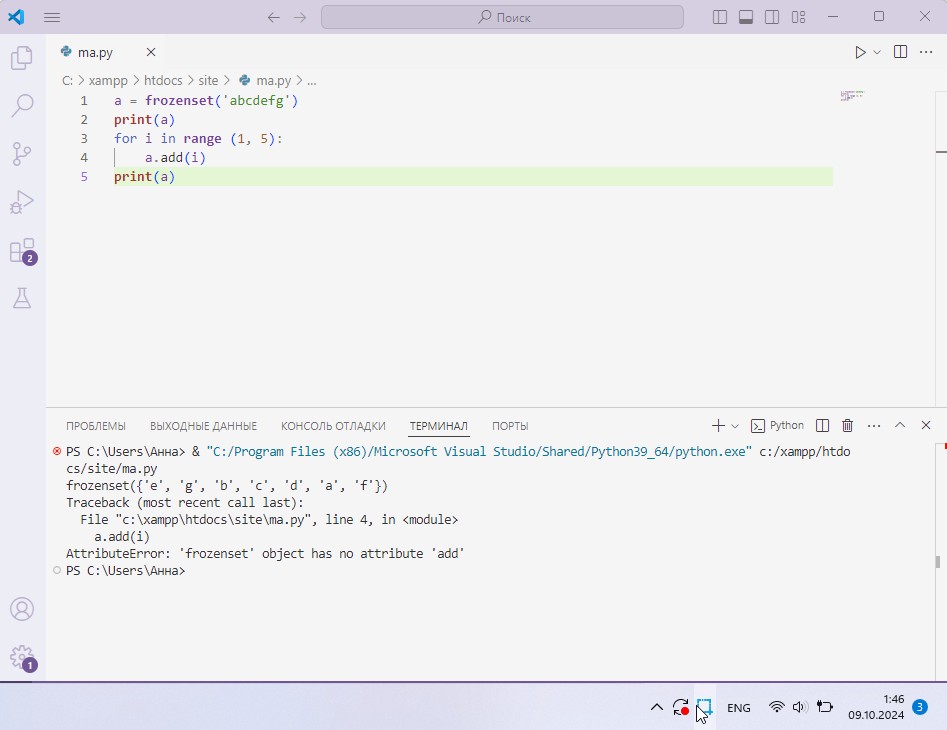 Поиск
ma.py
C: > xampp > htdocs > site > ma.py > ...
1 a = frozenset('abcdefg')
2 print(a)
3 for i in range (1, 5):
4 a.add(i)
5 print(a)
2
ПРОБЛЕМЫ ВЫХОДНЫЕ ДАННЫЕ КОНСОЛЬ ОТЛАДКИ ТЕРМИНАЛ ПОРТЫ Python
PS C:\Users\Анна> & "C:/Program Files (x86)/Microsoft Visual Studio/Shared/Python39_64/python.exe" c:/xampp/htdo
cs/site/ma.py
frozenset({'e', 'g', 'b', 'c', 'd', 'a', 'f'})
Traceback (most recent call last):
File "c:\xampp\htdocs\site\ma.py", line 4, in <module>
a.add(i)
AttributeError: 'frozenset' object has no attribute 'add'
PS C:\Users\Анна>
1
ENG 1:46
09.10.2024 3